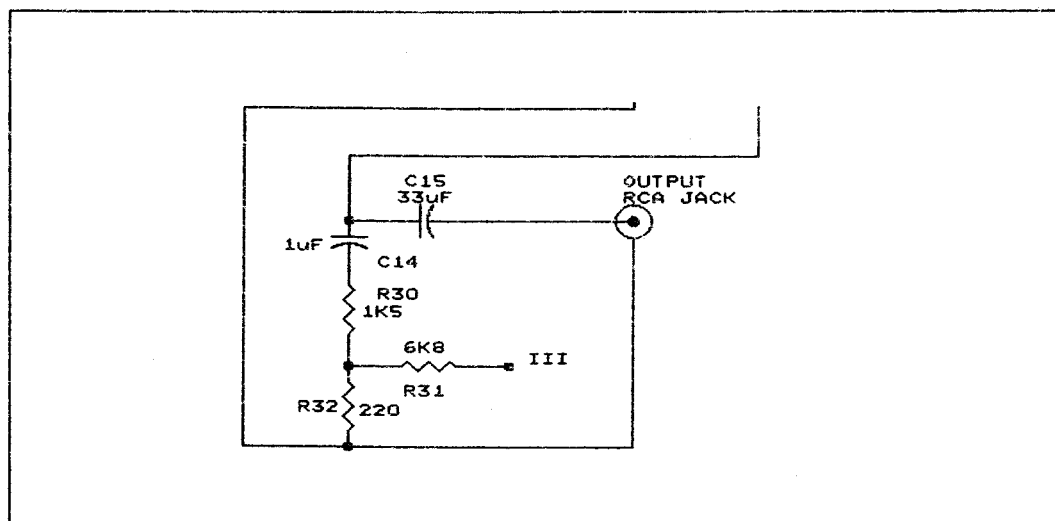 C15
33uF
OUTPUT
RCA JACK
1uF
C14
R30
1K5
6K8
III
R31
R32
220